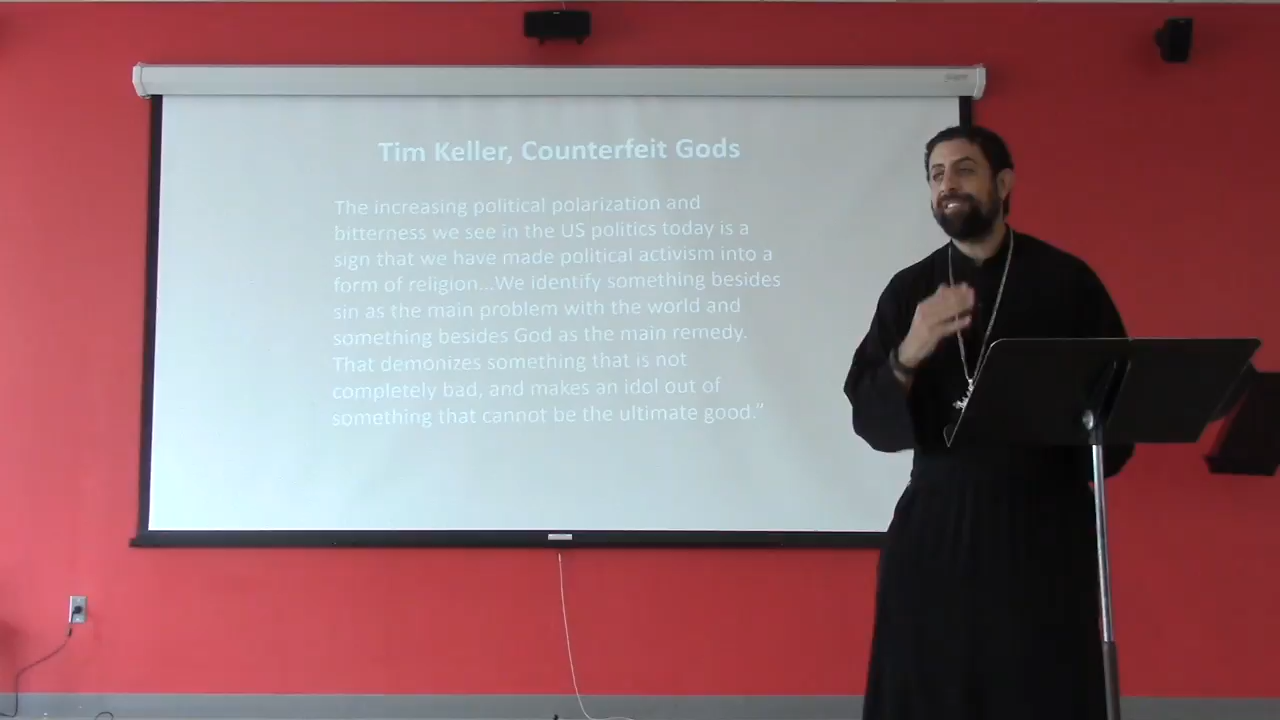 Tim Keller, Counterfeit Gods
The increasing political polarization and
bitterness we see in the US politics today is a
sign that we have made political activism into a
form of religion...We identify something besides
sin as the main problem with the world and
something besides God as the main remedy.
That demonizes something that is not
completely bad, and makes an idol out of
something that cannot be the ultimate good.”